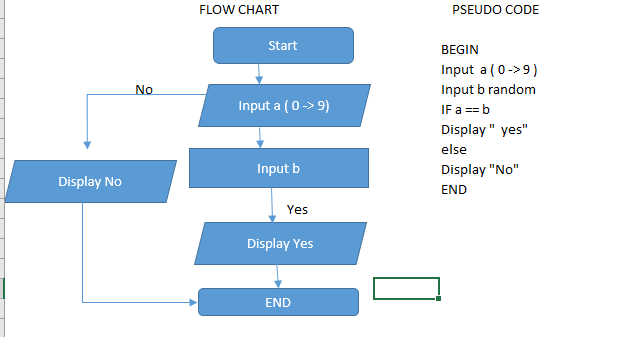 FLOW CHART
Start
No
Input a ( 0 -> 9)
Input b
Display No
Yes
Display Yes
END
PSEUDO CODE
BEGIN
Input a ( 0 -> 9 )
Input b random
IF a == b
Display " yes"
else
Display "No"
END